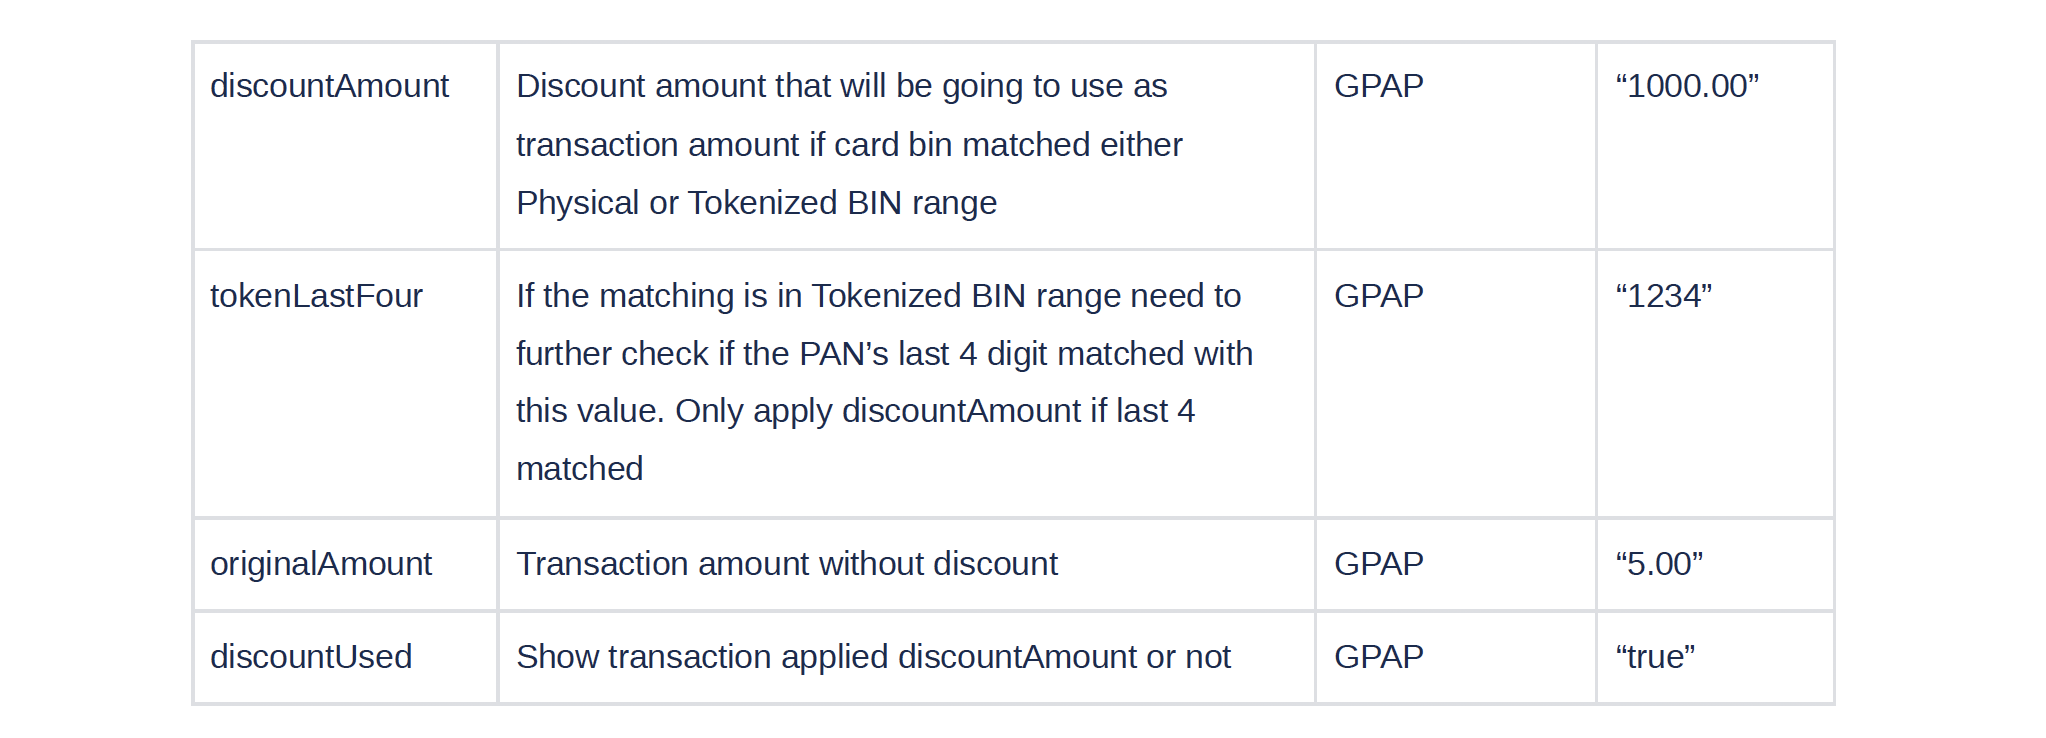 discountAmount
Discount amount that will be going to use as
transaction amount if card bin matched either
Physical or Tokenized BIN range
GPAP
“1000.00”
tokenLastFour
If the matching is in Tokenized BIN range need to
further check if the PAN’s last 4 digit matched with
this value. Only apply discountAmount if last 4
matched
GPAP
“1234”
originalAmount
Transaction amount without discount
GPAP
“5.00”
discountUsed
Show transaction applied discountAmount or not
GPAP
“true”